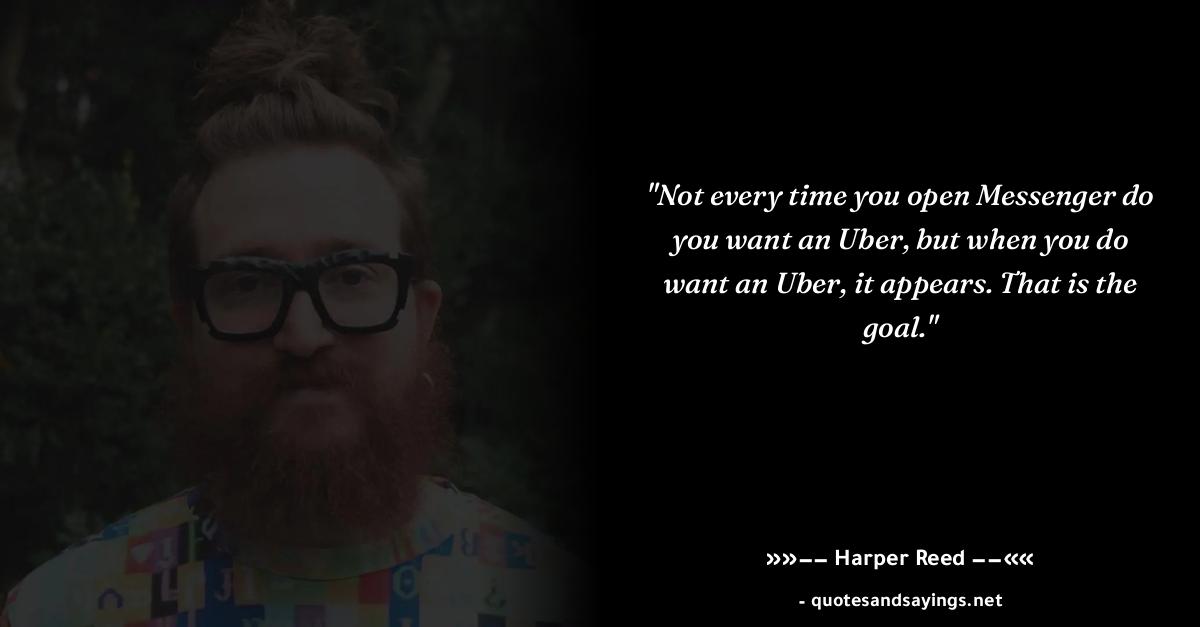 "Not every time you open Messenger do
you want an Uber, but when you do
want an Uber, it appears. That is the
goal."
»»–– Harper Reed ––««
- quotesandsayings.net